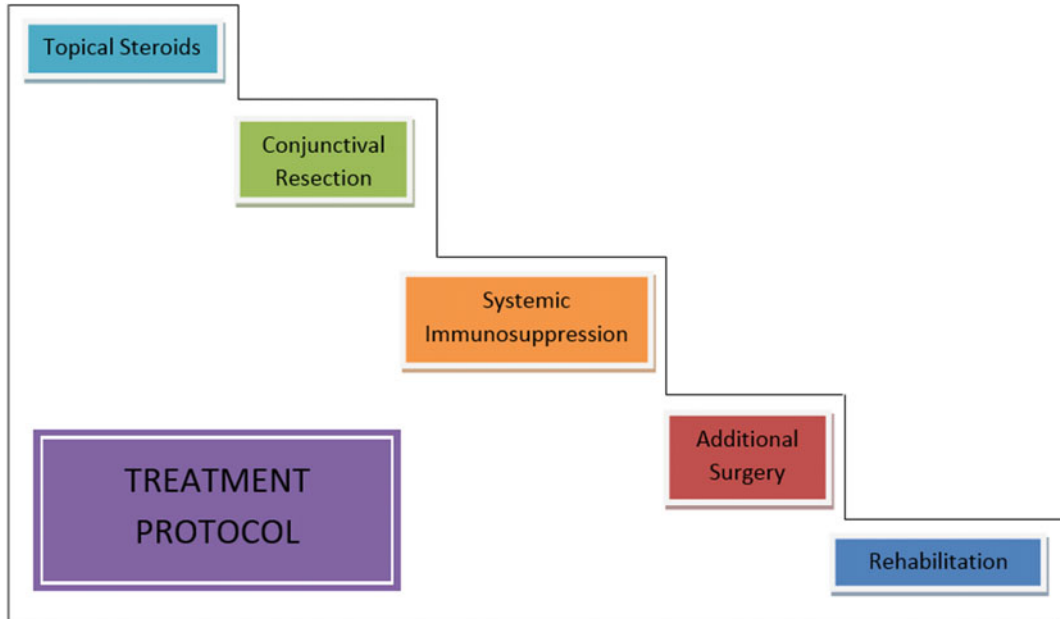 Topical Steroids
Conjunctival
Resection
Systemic
Immunosuppression
Additional
Surgery
TREATMENT
PROTOCOL
Rehabilitation